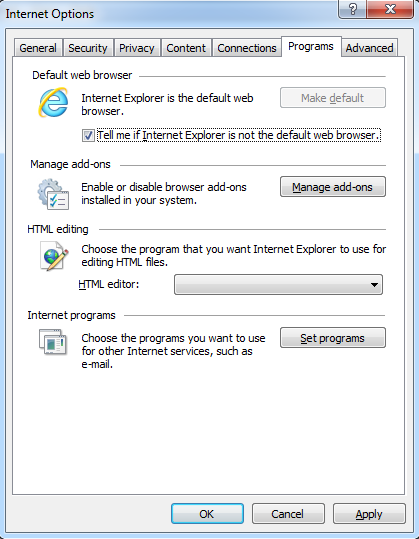 Internet Options
General Security Privacy Content Connections Programs Advanced
Default web browser
Internet Explorer is the default web
browser.
Make default
Tell me if Internet Explorer is not the default web browser.
Manage add-ons
Enable or disable browser add-ons
installed in your system.
Manage add-ons
HTML editing
Choose the program that you want Internet Explorer to use for
editing HTML files.
HTML editor:
Internet programs
Choose the programs you want to use
for other Internet services, such as
e-mail.
Set programs
OK Cancel Apply